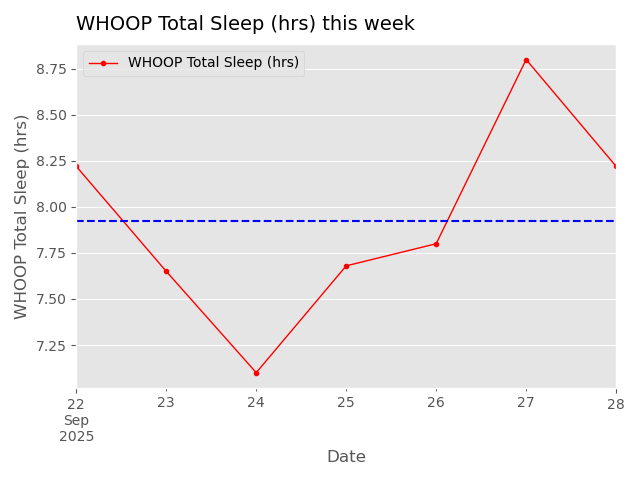 WHOOP Total Sleep (hrs) this week
WHOOP Total Sleep (hrs)
WHOOP Total Sleep (hrs)
8.75
8.50
8.25
8.00
7.75
7.50
7.25
22 23 24 25 26 27 28
Sep
2025
Date